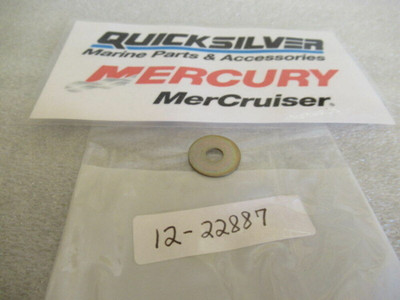 QUICKSILVER
Marine Parts & Accessories
MERCURY
MerCruiser®
12-22887